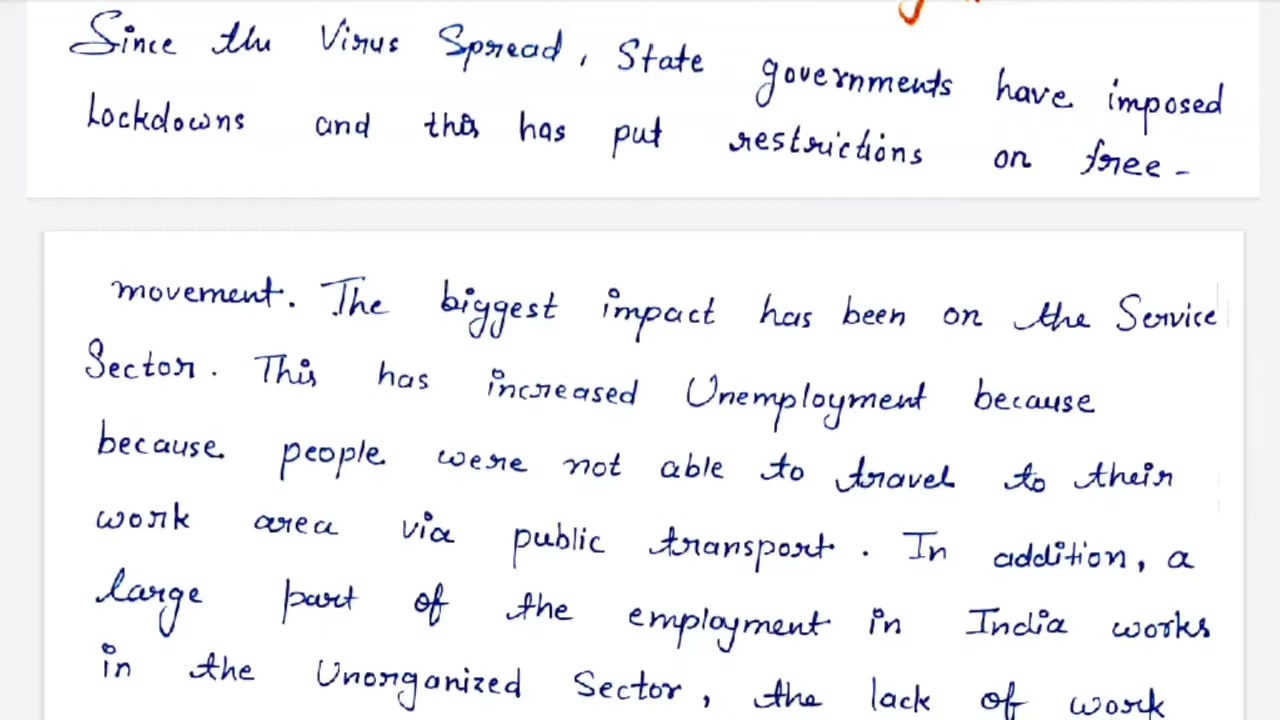 Since the Virus Spread, State governments have imposed
Lockdowns and this has put restrictions on free-
movement. The biggest impact has been on the Service
Sector. This has increased Unemployment because
because people were not able to travel to their
work area via public transport. In addition, a
large part of the employment in India works
in the Unorganized Sector, the lack of work